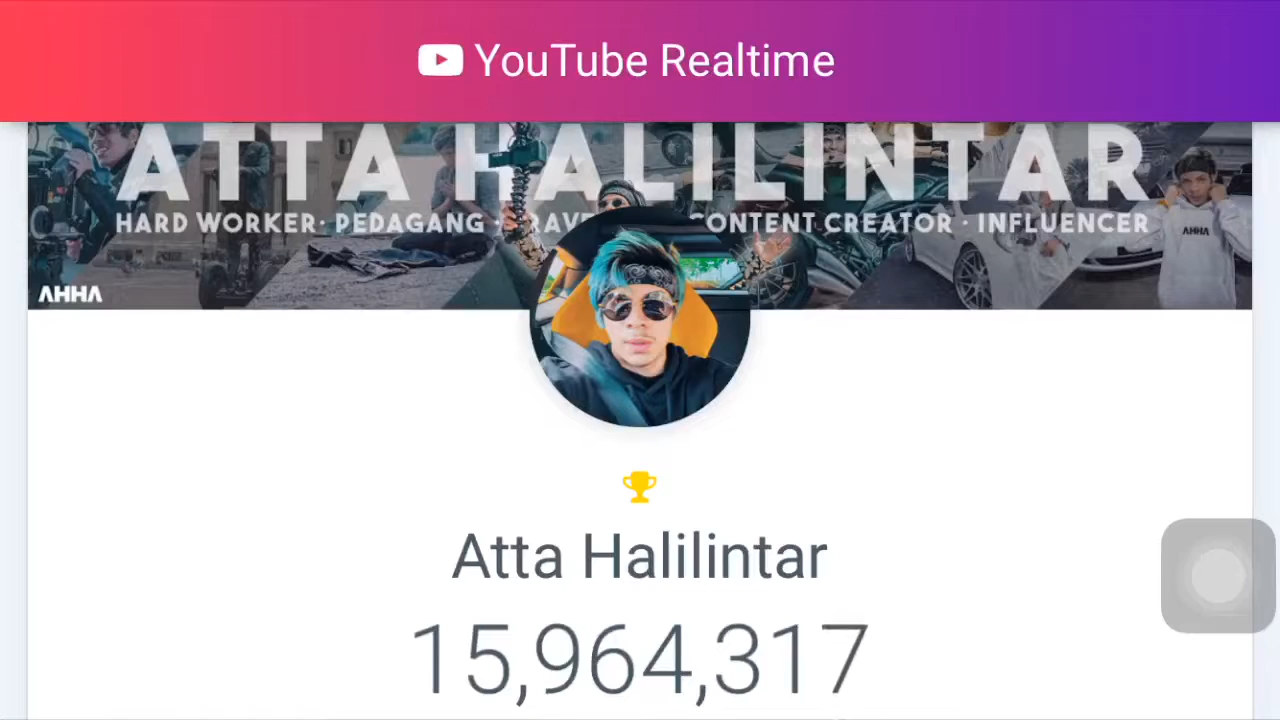 YouTube Realtime
ATTA HALILINTAR
HARD WORKER · PEDAGANG · CONTENT CREATOR · INFLUENCER
AHHA
AHHA
Atta Halilintar
15,964,317